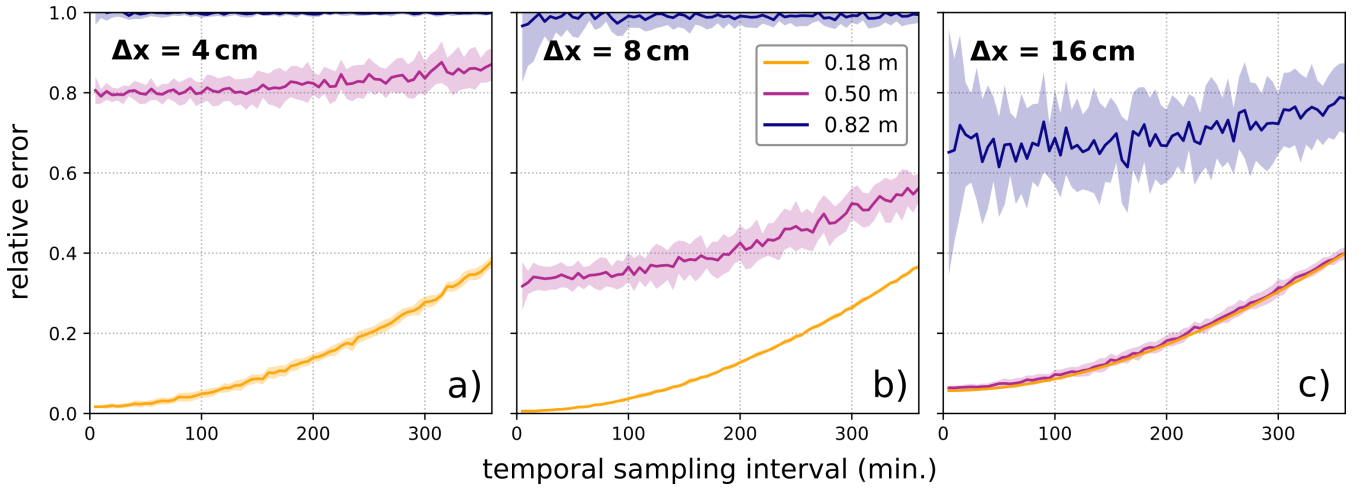 Δx = 4 cm
Δx = 8 cm
Δx = 16 cm
0.18 m
0.50 m
0.82 m
relative error
1.0
0.8
0.6
0.4
0.2
0.0
a)
b)
c)
0 100 200 300
0 100 200 300
0 100 200 300
temporal sampling interval (min.)